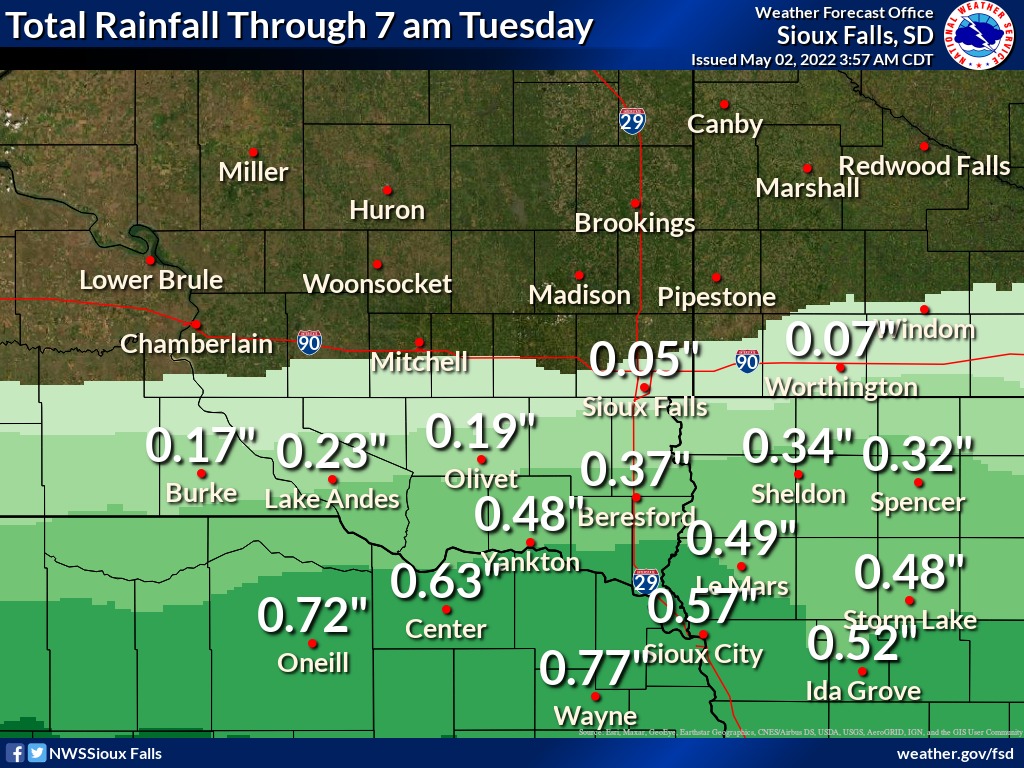 Total Rainfall Through 7 am Tuesday
Weather Forecast Office
Sioux Falls, SD
Issued May 02, 2022 3:57 AM CDT
NATIONAL WEATHER SERVICE
29
Canby
Miller
Redwood Falls
Marshall
Huron
Brookings
Lower Brule
Woonsocket
Madison
Pipestone
Chamberlain
90
Mitchell
0.05"
Sioux Falls
90
0.07"
Windom
Worthington
0.17"
Burke
0.23"
Lake Andes
0.19"
Olivet
0.37"
Beresford
0.34"
Sheldon
0.32"
Spencer
0.48"
Yankton
0.49"
Le Mars
0.63"
Center
29
0.57"
Sioux City
0.48"
Storm Lake
0.72"
Oneill
0.52"
Ida Grove
0.77"
Wayne
Source: Esri, Maxar, GeoEye, Earthstar Geographics, CNES/Airbus DS, USDA, USGS, AeroGRID, IGN, and the GIS User Community
NWSSioux Falls
weather.gov/fsd